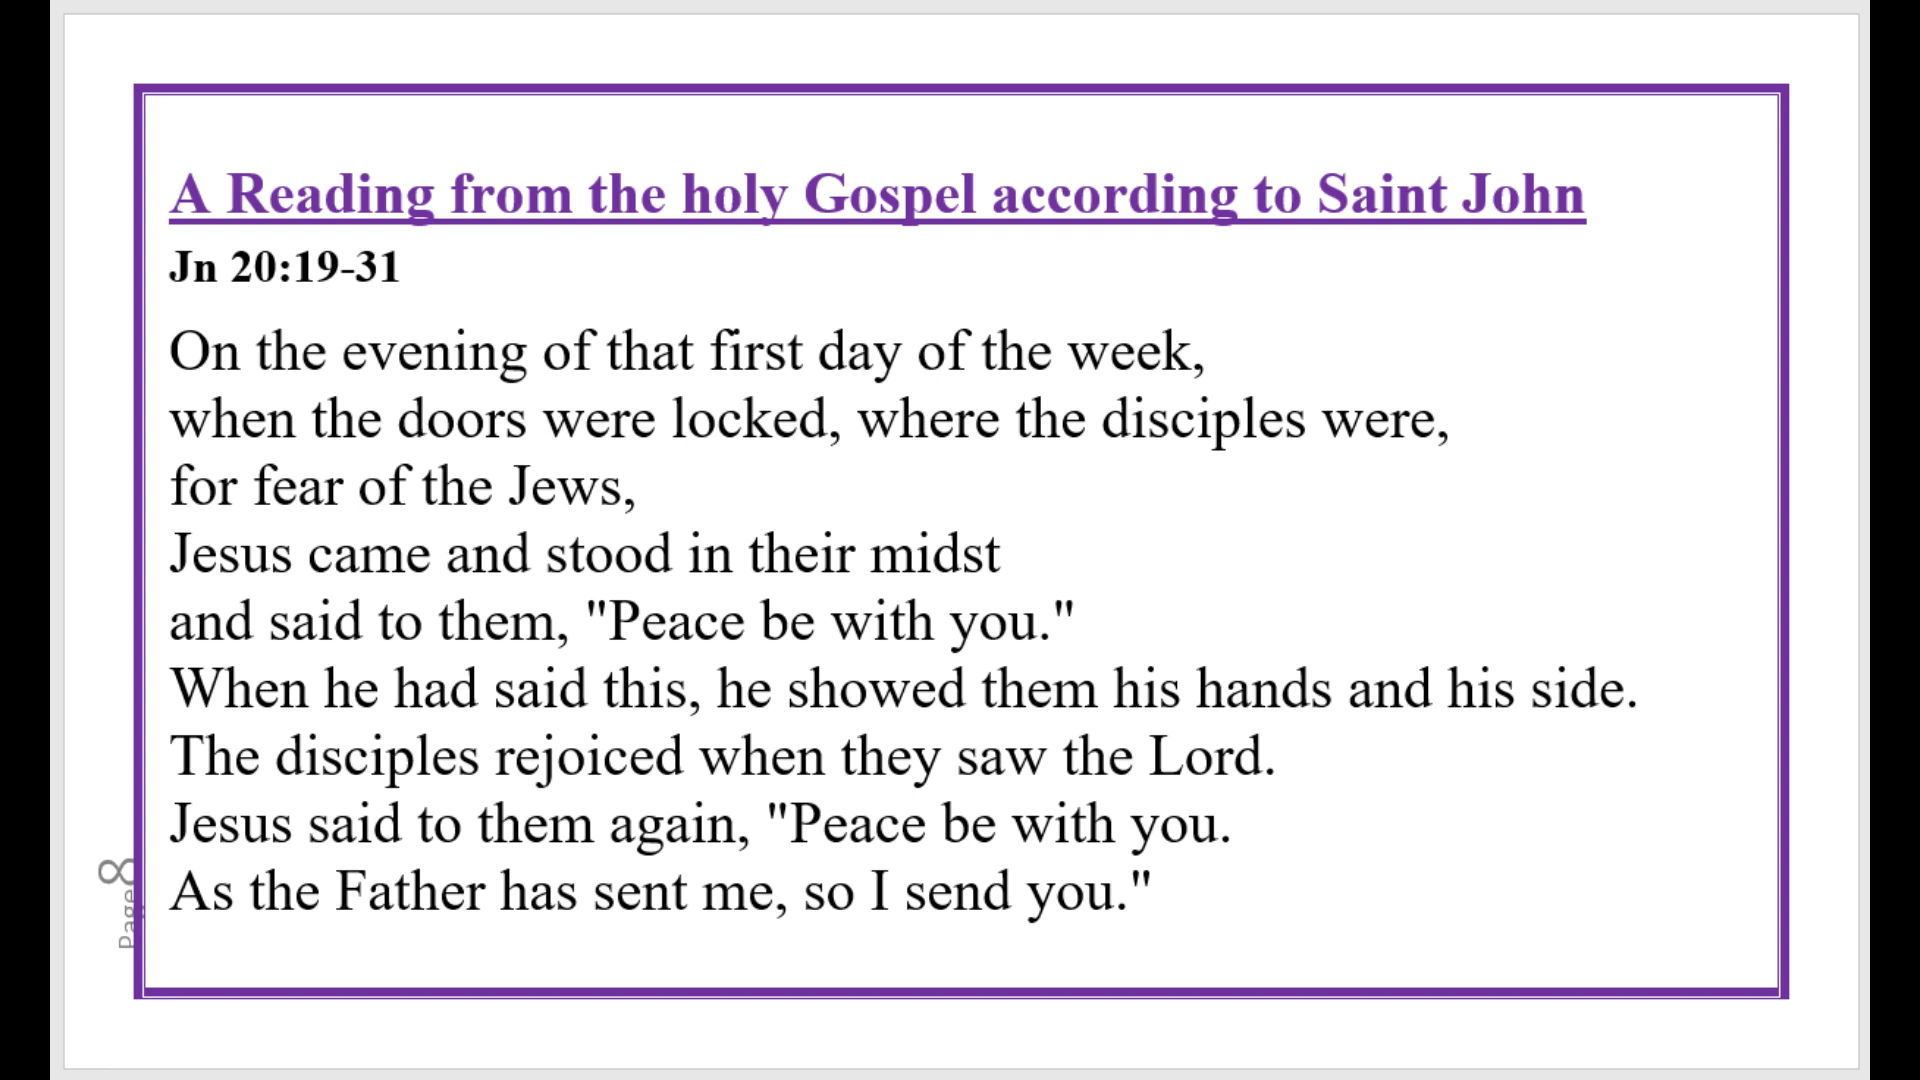 A Reading from the holy Gospel according to Saint John
Jn 20:19-31
On the evening of that first day of the week,
when the doors were locked, where the disciples were,
for fear of the Jews,
Jesus came and stood in their midst
and said to them, "Peace be with you."
When he had said this, he showed them his hands and his side.
The disciples rejoiced when they saw the Lord.
Jesus said to them again, "Peace be with you.
As the Father has sent me, so I send you."
Page 8